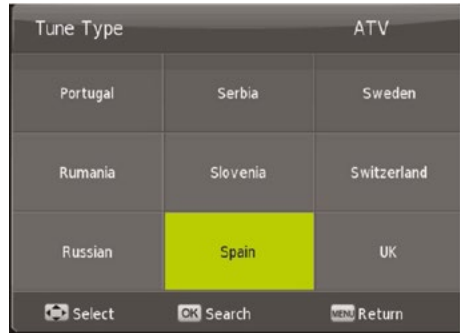 Tune Type ATV
Portugal Serbia Sweden
Rumania Slovenia Switzerland
Russian Spain UK
Select OK Search MENU Return